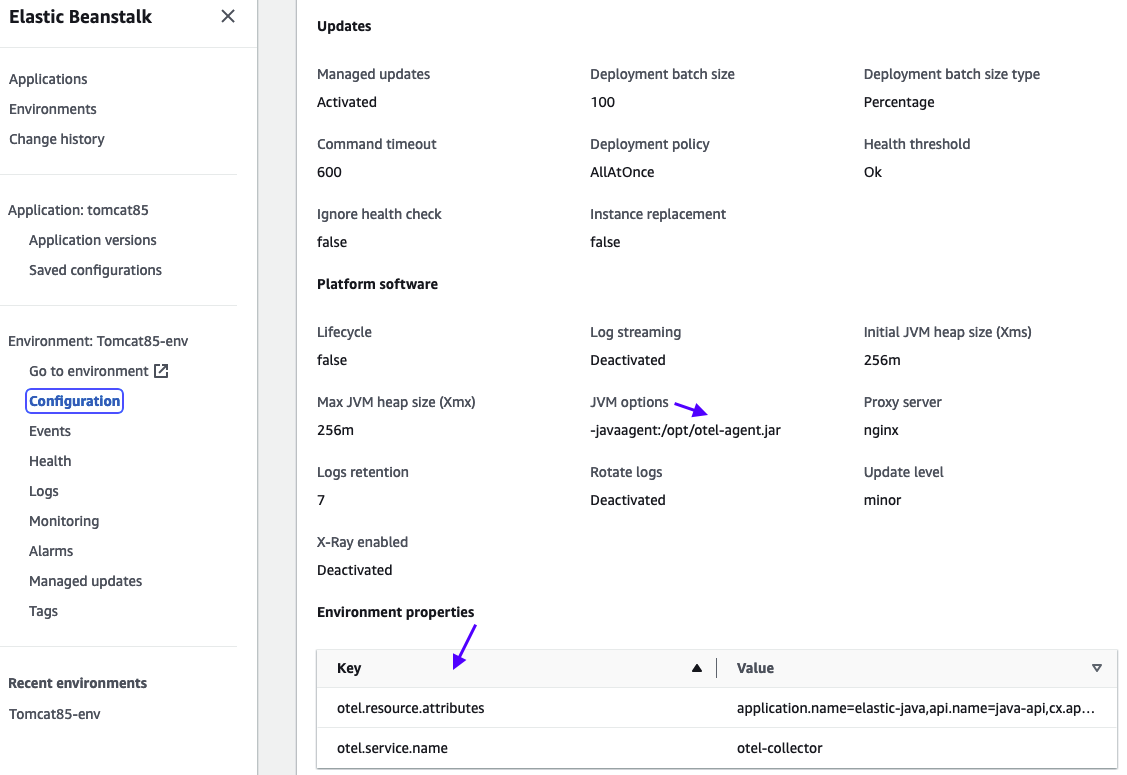 Elastic Beanstalk
Applications
Environments
Change history
Application: tomcat85
Application versions
Saved configurations
Environment: Tomcat85-env
Go to environment
Configuration
Events
Health
Logs
Monitoring
Alarms
Managed updates
Tags
Recent environments
Tomcat85-env
Updates
Managed updates Deployment batch size Deployment batch size type
Activated 100 Percentage
Command timeout Deployment policy Health threshold
600 AllAtOnce Ok
Ignore health check Instance replacement
false false
Platform software
Lifecycle Log streaming Initial JVM heap size (Xms)
false Deactivated 256m
Max JVM heap size (Xmx) JVM options Proxy server
256m -javaagent:/opt/otel-agent.jar nginx
Logs retention Rotate logs Update level
7 Deactivated minor
X-Ray enabled
Deactivated
Environment properties
Key Value
otel.resource.attributes application.name=elastic-java,api.name=java-api,cx.ap...
otel.service.name otel-collector